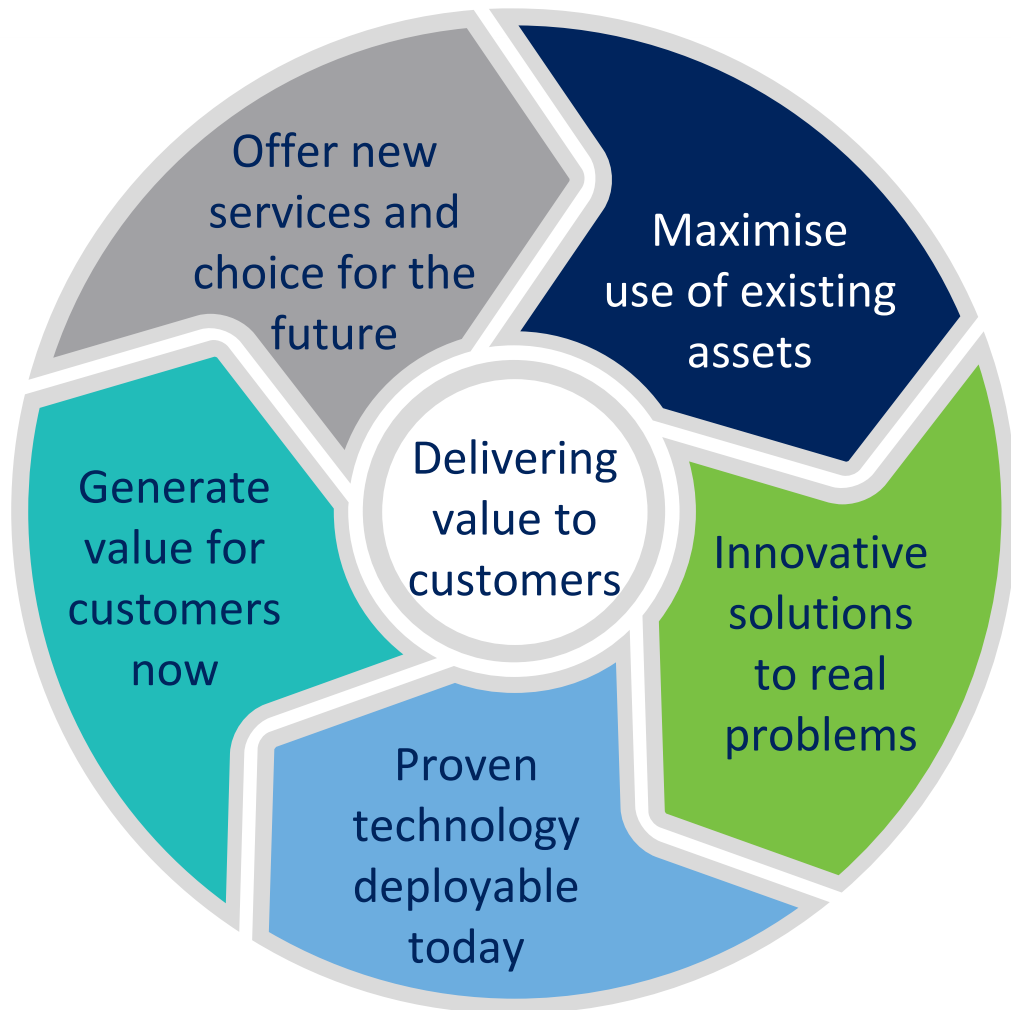 Offer new
services and
choice for the
future
Maximise
use of existing
assets
Delivering
value to
customers
Generate
value for
customers
now
Innovative
solutions
to real
problems
Proven
technology
deployable
today